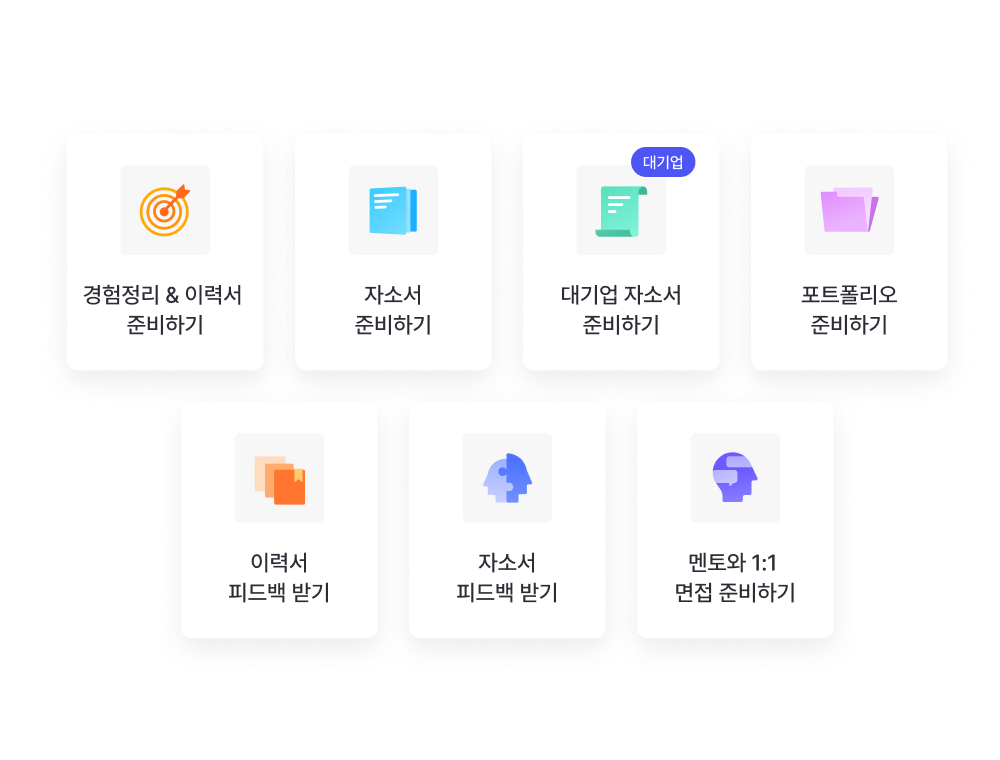 경험정리 & 이력서
준비하기
자소서
준비하기
대기업
대기업 자소서
준비하기
포트폴리오
준비하기
이력서
피드백 받기
자소서
피드백 받기
멘토와 1:1
면접 준비하기